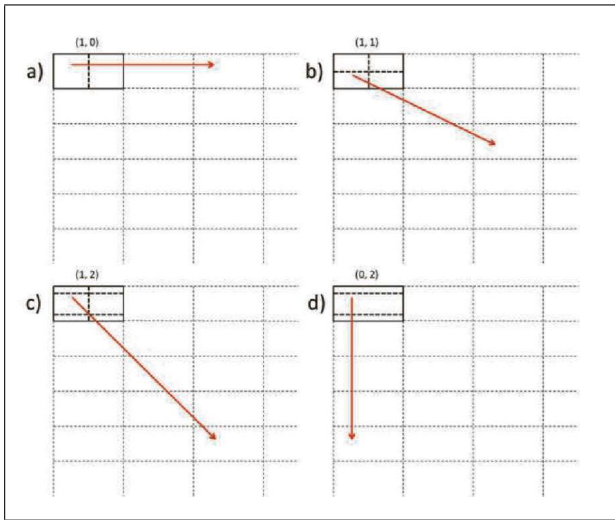 (1, 0)
a)
(1, 1)
b)
(1, 2)
c)
(0, 2)
d)